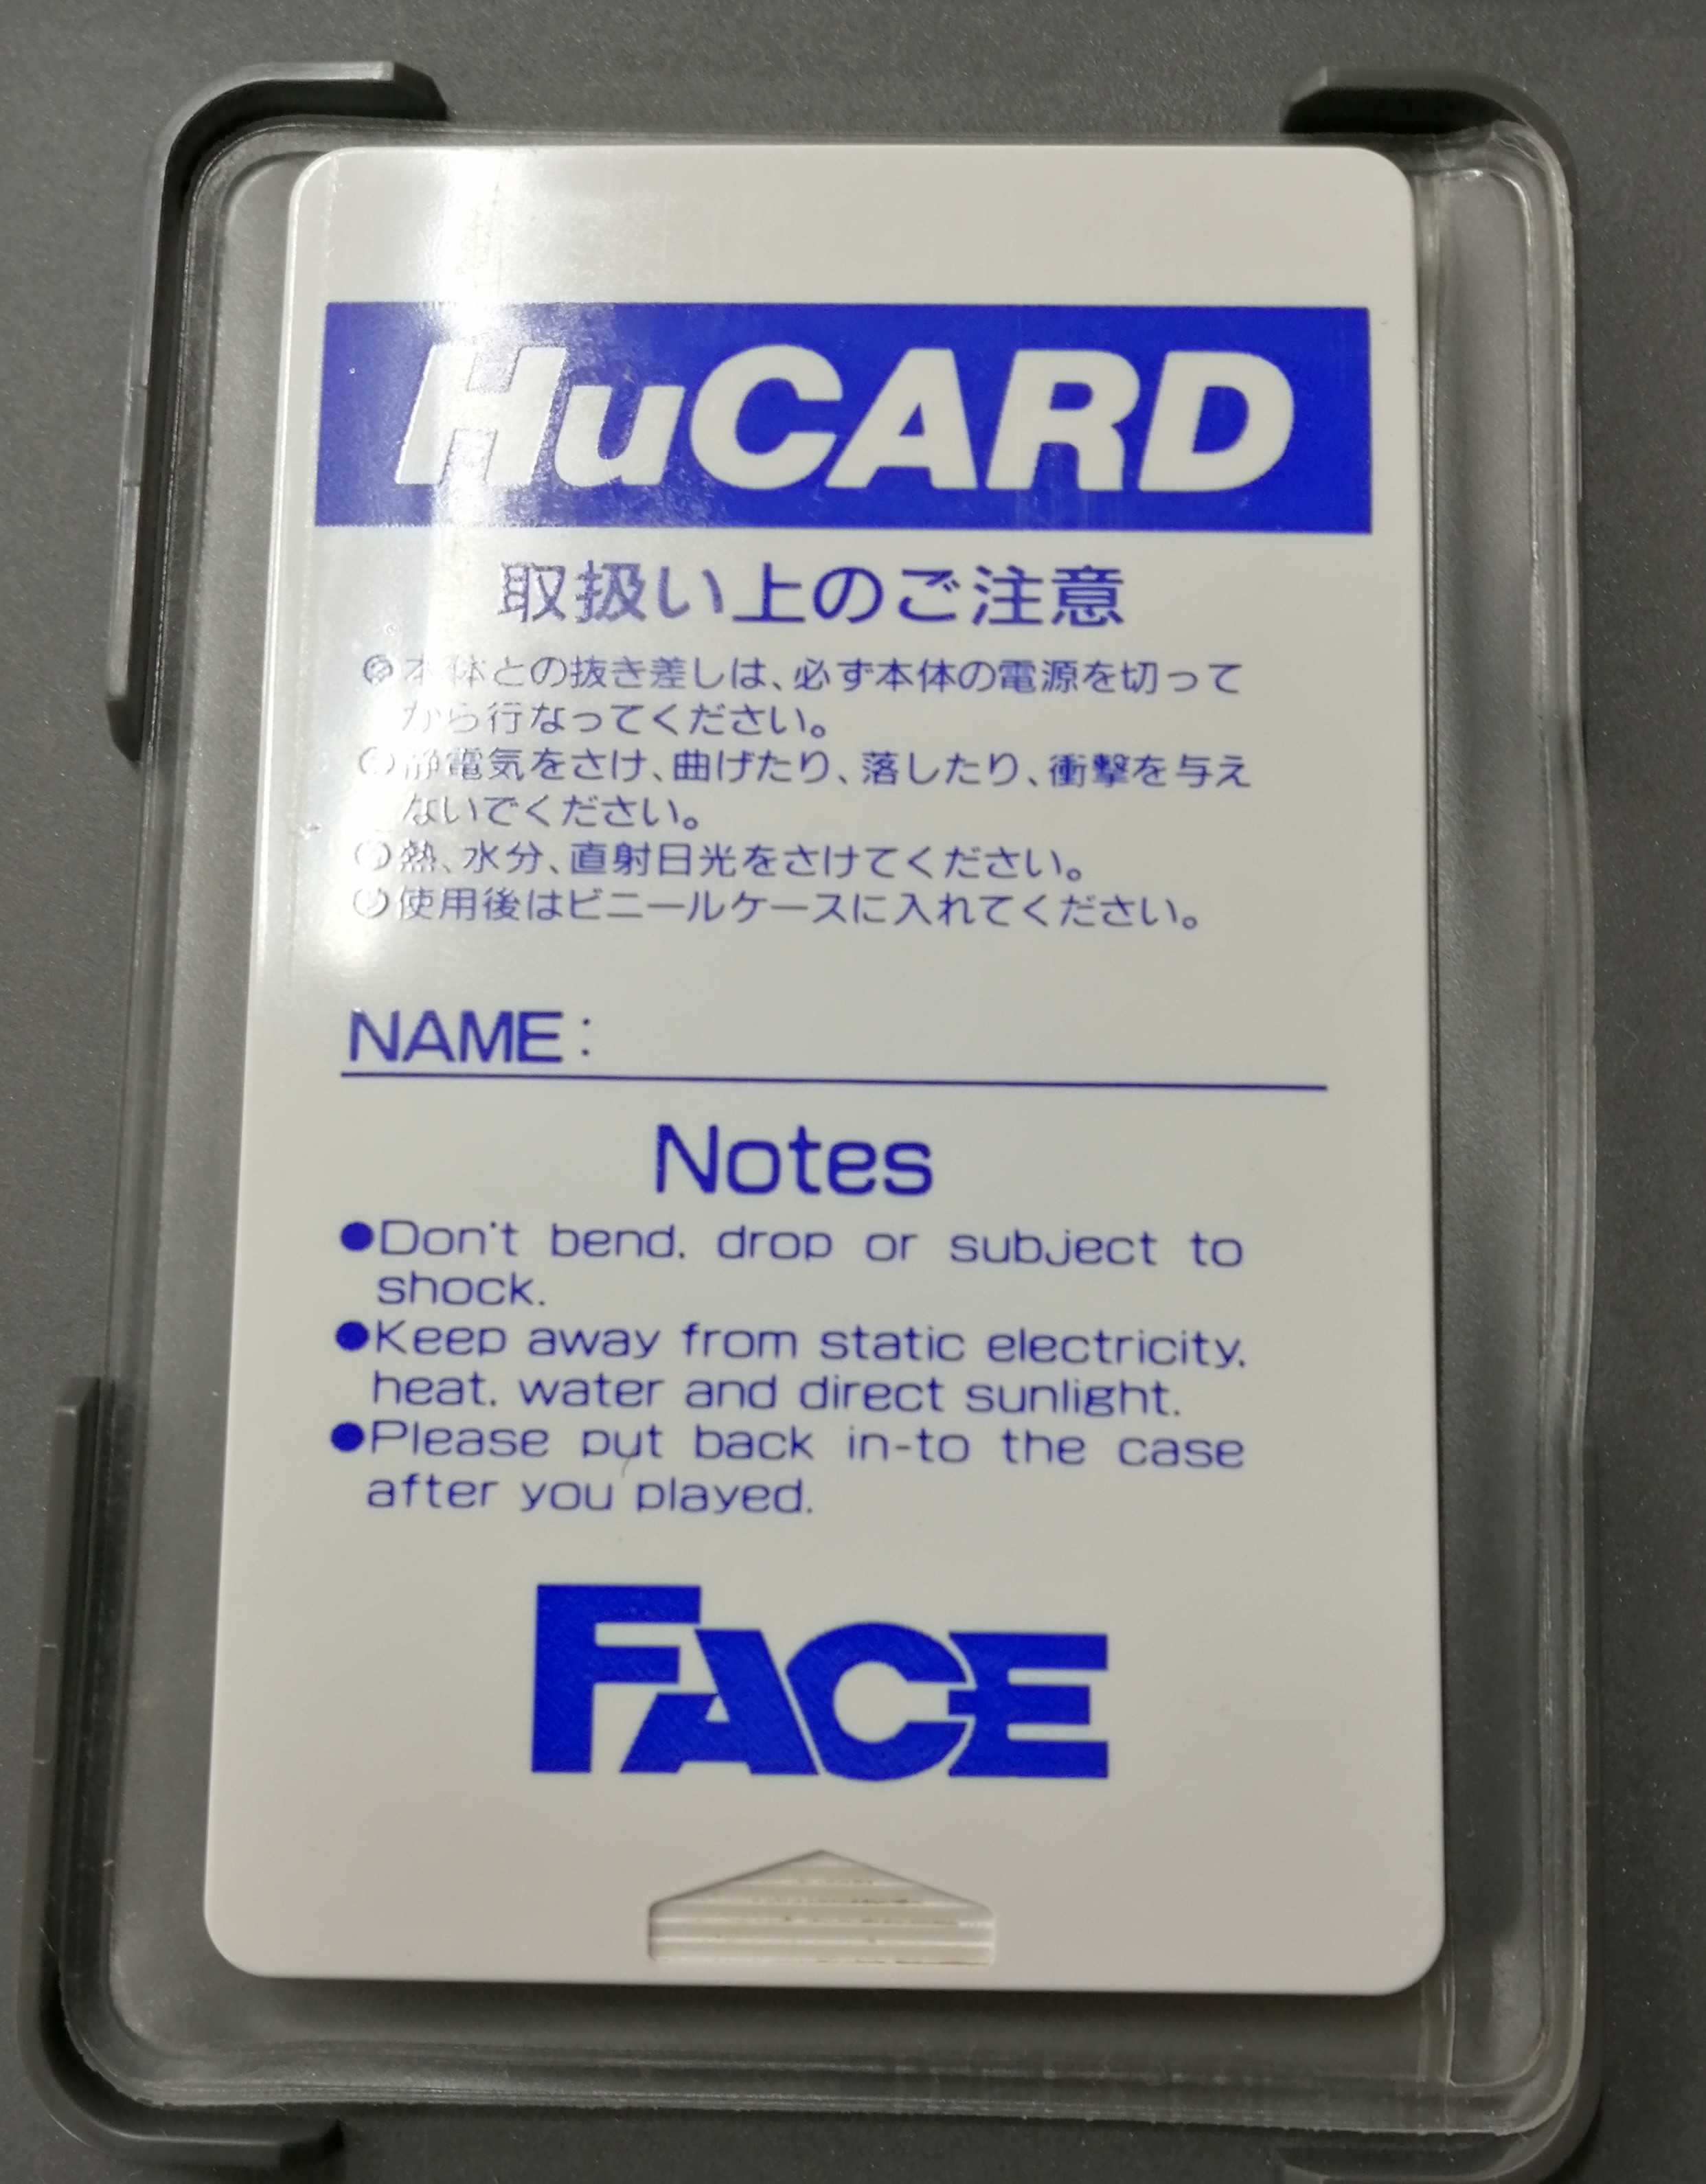 HuCARD
取扱い上のご注意
●本体との抜き差しは、必ず本体の電源を切って
から行なってください。
●静電気をさけ、曲げたり、落したり、衝撃を与え
ないでください。
●熱、水分、直射日光をさけてください。
●使用後はビニールケースに入れてください。
NAME:
Notes
●Don't bend. drop or subject to
shock.
●Keep away from static electricity.
heat. water and direct sunlight.
●Please put back in-to the case
after you played.
FACE